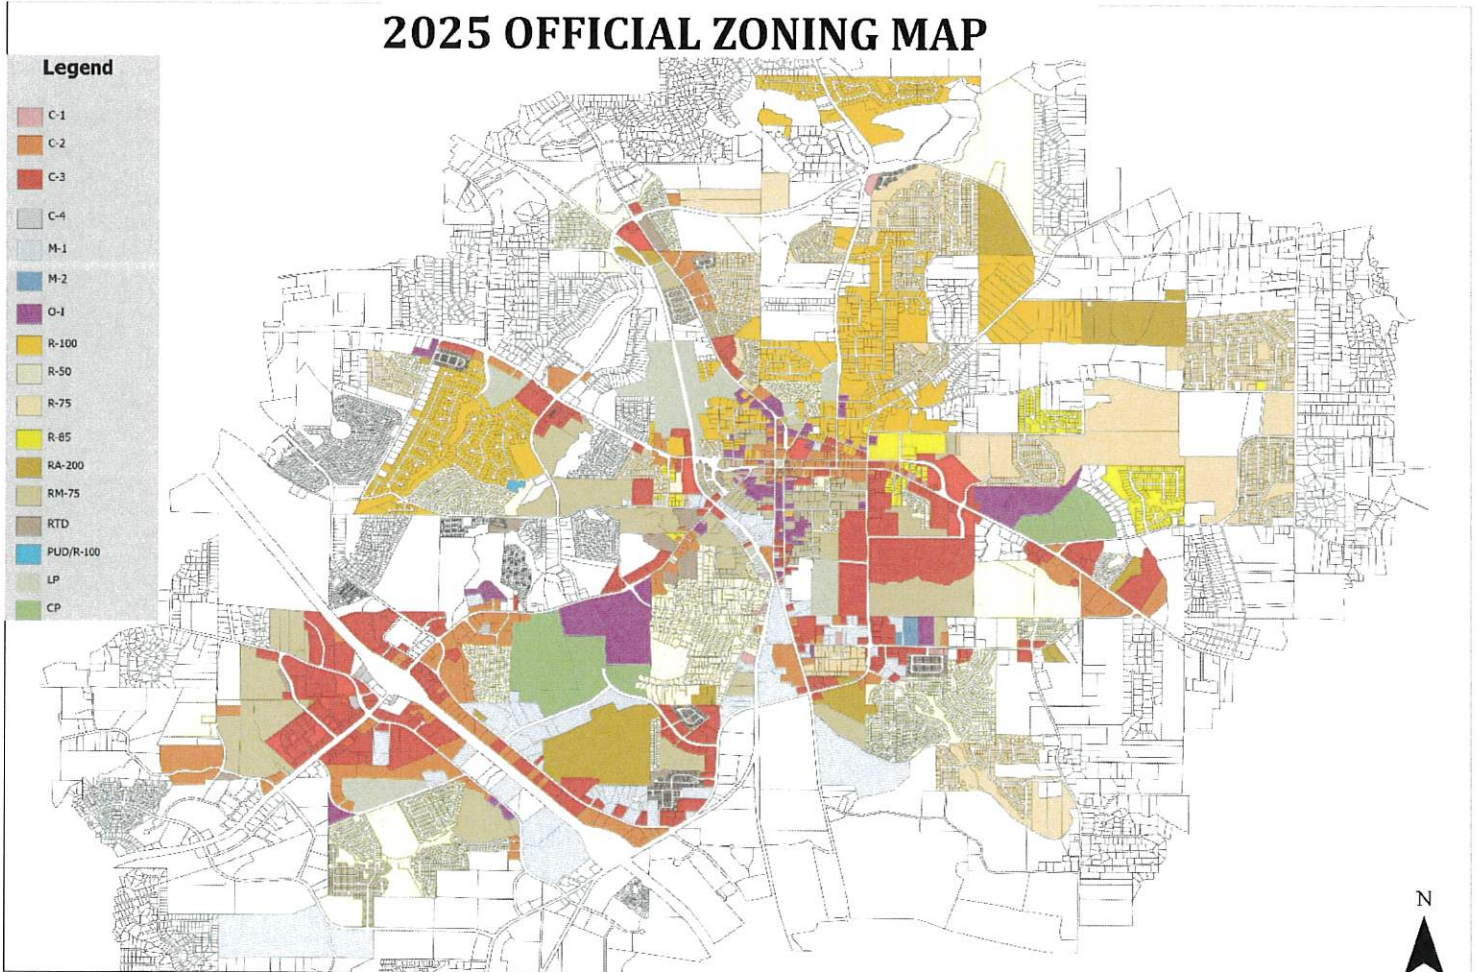 2025 OFFICIAL ZONING MAP
Legend
C-1
C-2
C-3
C-4
M-1
M-2
O-I
R-100
R-50
R-75
R-85
RA-200
RM-75
RTD
PUD/R-100
LP
CP
N